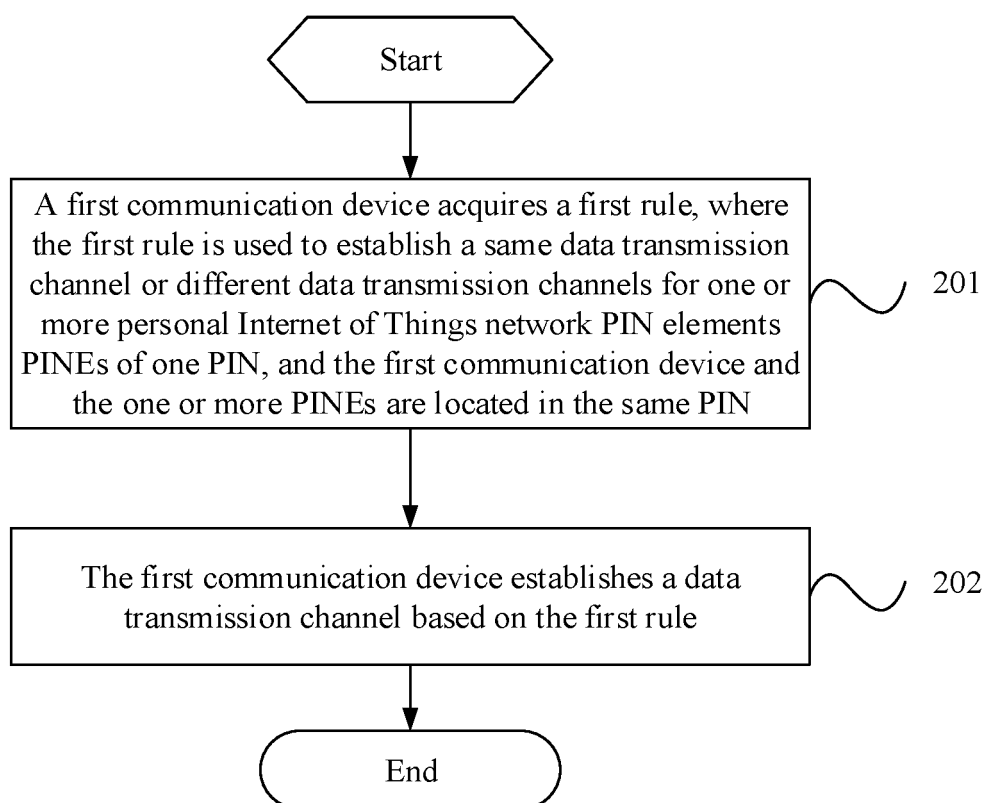 Start
A first communication device acquires a first rule, where
the first rule is used to establish a same data transmission
channel or different data transmission channels for one or
more personal Internet of Things network PIN elements
PINEs of one PIN, and the first communication device and
the one or more PINEs are located in the same PIN
201
The first communication device establishes a data
transmission channel based on the first rule
202
End